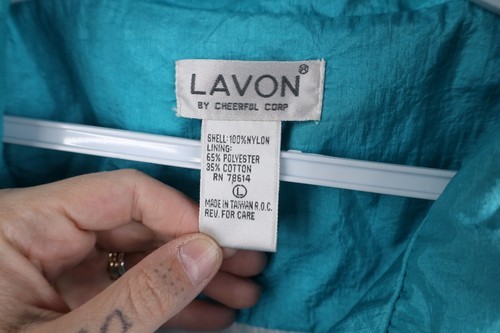 LAVON®
BY CHEERFUL CORP
SHELL: 100% NYLON
LINING:
65% POLYESTER
35% COTTON
RN 78614
L
MADE IN TAIWAN R.O.C.
REV. FOR CARE